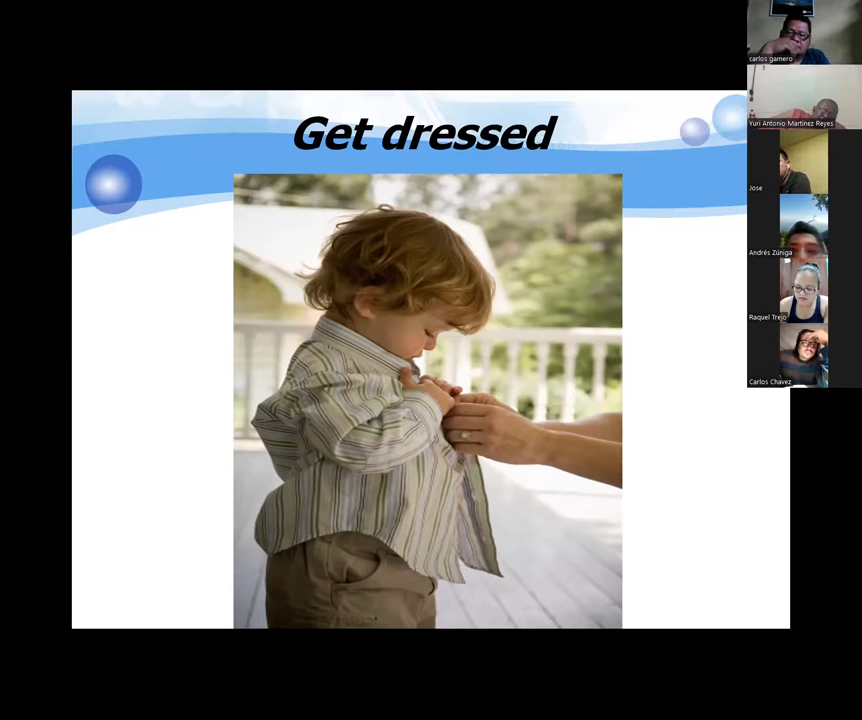 Get dressed
carlos gamero
Yuri Antonio Martinez Reyes
Jose
Andrés Zúniga
Raquel Trejo
Carlos Chavez